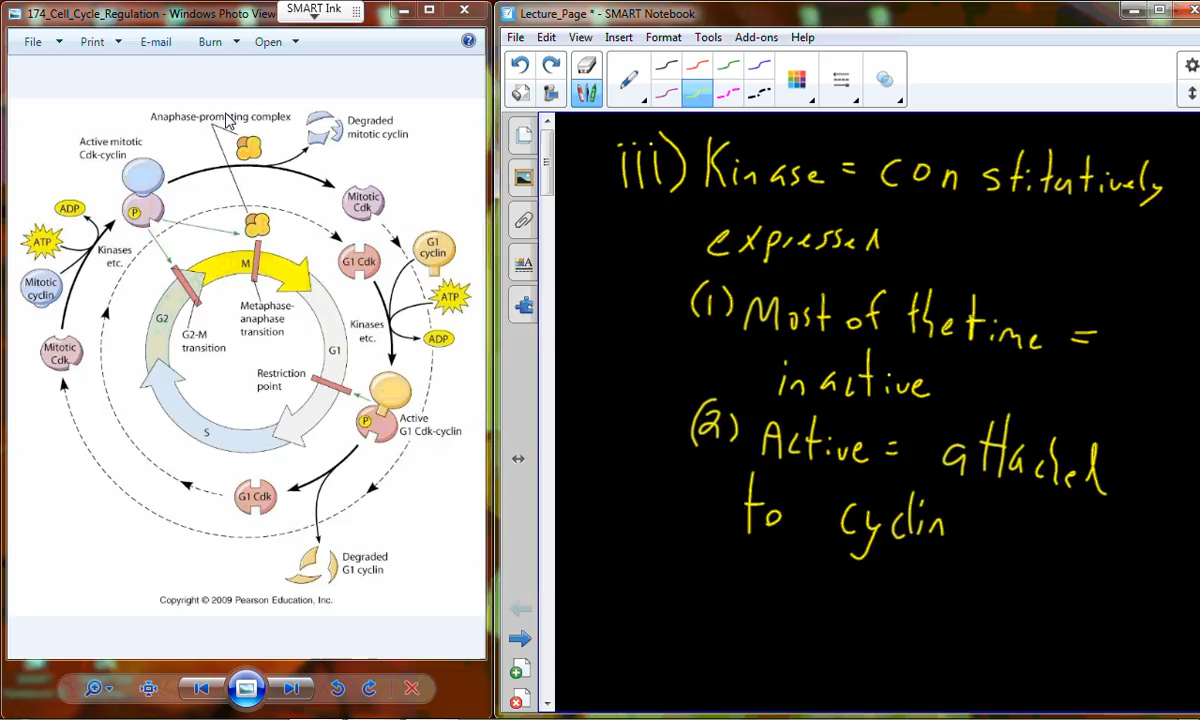 174_Cell_Cycle_Regulation - Windows Photo View
SMART Ink
File Print E-mail Burn Open
Anaphase-promoting complex
Degraded
mitotic cyclin
Active mitotic
Cdk-cyclin
P
ADP
ATP
Kinases
etc.
Mitotic
cyclin
Mitotic
Cdk
Mitotic
Cdk
G1 Cdk
G1
cyclin
ATP
Kinases
etc.
ADP
M
Metaphase-
anaphase
transition
G2
G2-M
transition
G1
Restriction
point
S
P
Active
G1 Cdk-cyclin
G1 Cdk
Degraded
G1 cyclin
Copyright © 2009 Pearson Education, Inc.
Lecture_Page * - SMART Notebook
File Edit View Insert Format Tools Add-ons Help
iii) Kinase = constitutively
expressed
(1) Most of the time =
inactive
(2) Active = attached
to cyclin